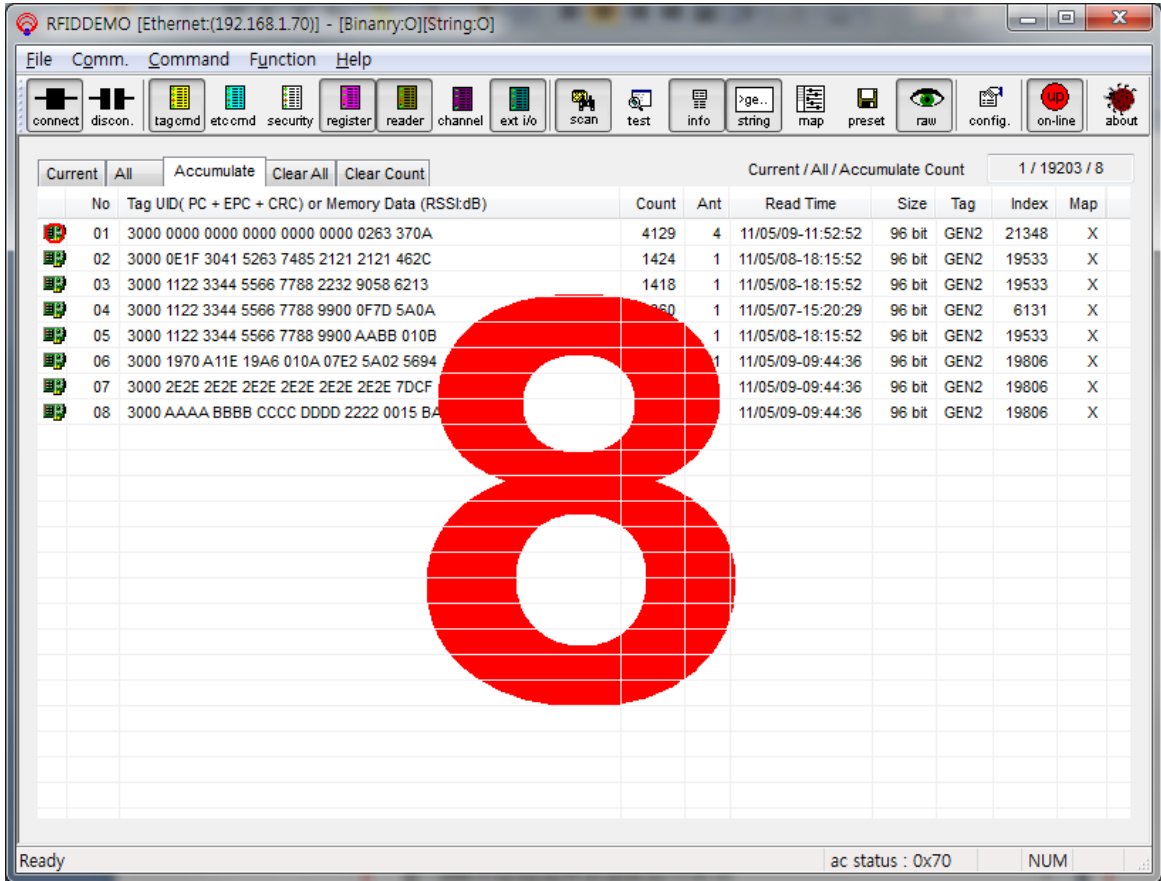 RFIDDEMO [Ethernet:(192.168.1.70)] - [Binanry:O][String:O]
File Comm. Command Function Help
connect discon. tag cmd etc cmd security register reader channel ext i/o scan test info >ge.. string map preset raw config. up on-line about
Current All Accumulate Clear All Clear Count Current / All / Accumulate Count 1 / 19203 / 8
No Tag UID( PC + EPC + CRC) or Memory Data (RSSI:dB) Count Ant Read Time Size Tag Index Map
01 3000 0000 0000 0000 0000 0000 0263 370A 4129 4 11/05/09-11:52:52 96 bit GEN2 21348 X
02 3000 0E1F 3041 5263 7485 2121 2121 462C 1424 1 11/05/08-18:15:52 96 bit GEN2 19533 X
03 3000 1122 3344 5566 7788 2232 9058 6213 1418 1 11/05/08-18:15:52 96 bit GEN2 19533 X
04 3000 1122 3344 5566 7788 9900 0F7D 5A0A 1 11/05/07-15:20:29 96 bit GEN2 6131 X
05 3000 1122 3344 5566 7788 9900 AABB 010B 1 11/05/08-18:15:52 96 bit GEN2 19533 X
06 3000 1970 A11E 19A6 010A 07E2 5A02 5694 1 11/05/09-09:44:36 96 bit GEN2 19806 X
07 3000 2E2E 2E2E 2E2E 2E2E 2E2E 2E2E 7DCF 11/05/09-09:44:36 96 bit GEN2 19806 X
08 3000 AAAA BBBB CCCC DDDD 2222 0015 11/05/09-09:44:36 96 bit GEN2 19806 X
8
Ready ac status : 0x70 NUM